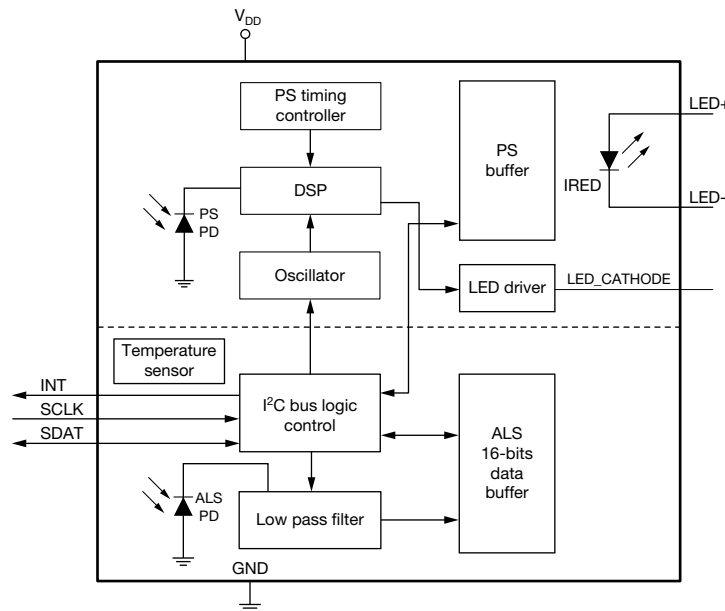 VDD
PS timing
controller
PS
buffer
LED+
DSP
IRED
PS
PD
LED-
Oscillator
LED driver
LED_CATHODE
Temperature
sensor
INT
SCLK
SDAT
I²C bus logic
control
ALS
16-bits
data
buffer
ALS
PD
Low pass filter
GND